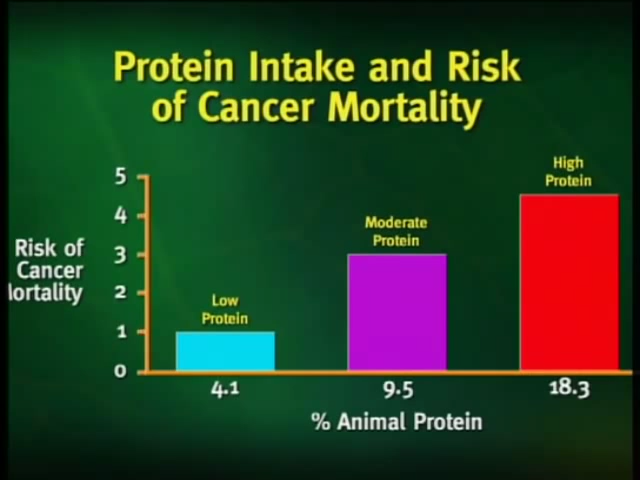 Protein Intake and Risk
of Cancer Mortality
5
4
3
2
1
0
Risk of
Cancer
lortality
Low
Protein
Moderate
Protein
High
Protein
4.1
9.5
18.3
% Animal Protein